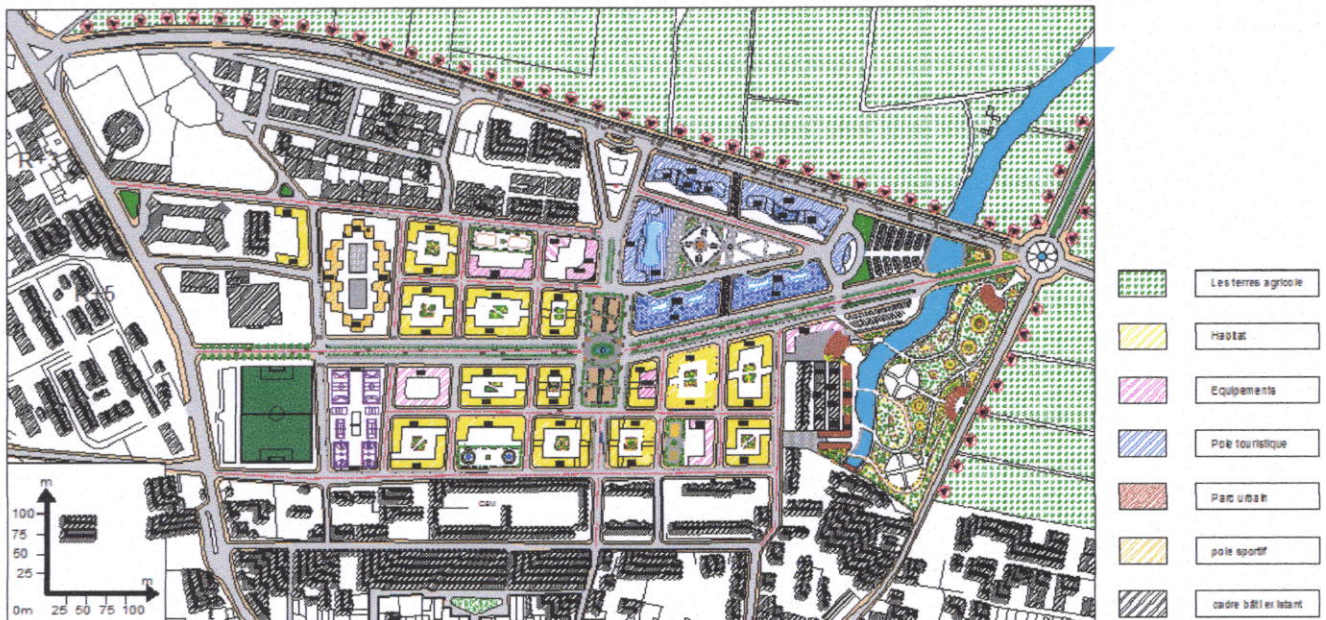 m
100
75
50
25
0m
25 50 75 100
m
Les terres agricole
Habitat
Equipements
Pole touristique
Parc urbain
pole sportif
cadre bâti existant